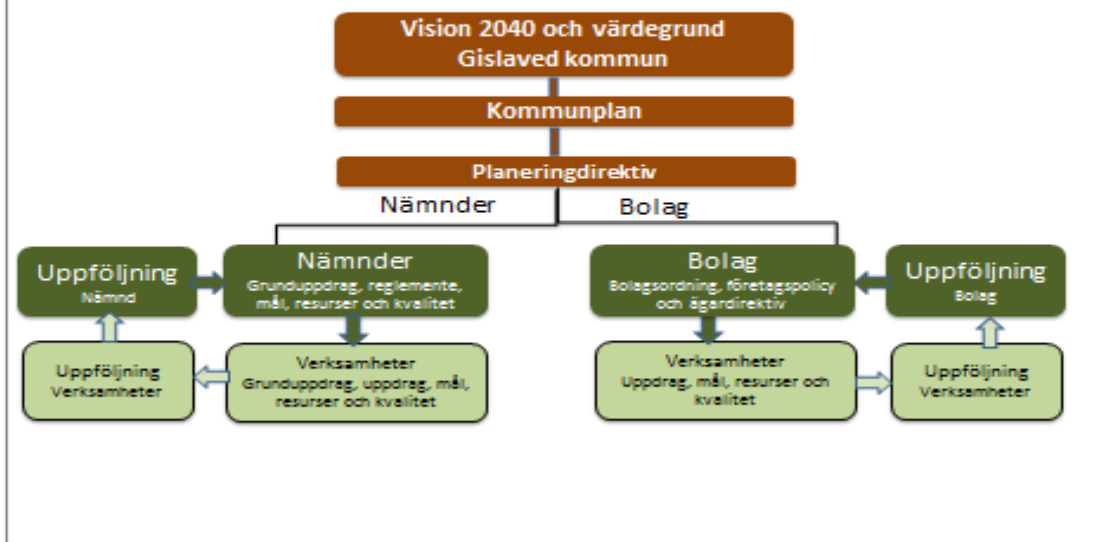 Vision 2040 och värdegrund
Gislaved kommun
Kommunplan
Planeringdirektiv
Nämnder
Bolag
Uppföljning
Nämnd
Nämnder
Grunduppdrag, reglemente,
mål, resurser och kvalitet
Bolag
Bolagsordning, företagspolicy
och ägardirektiv
Uppföljning
Bolag
Uppföljning
Verksamheter
Verksamheter
Grunduppdrag, uppdrag, mål,
resurser och kvalitet
Verksamheter
Uppdrag, mål, resurser och
kvalitet
Uppföljning
Verksamheter